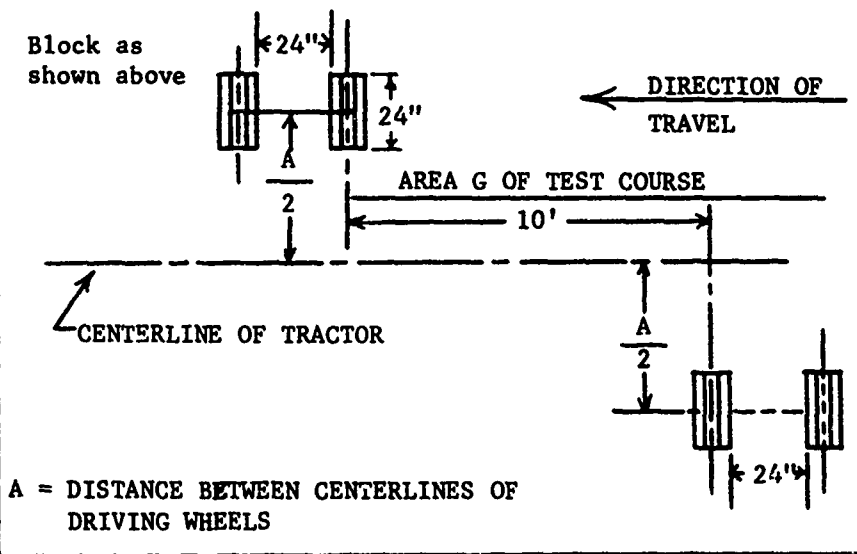 Block as
shown above
24"
24"
DIRECTION OF
TRAVEL
A
2
AREA G OF TEST COURSE
10'
CENTERLINE OF TRACTOR
A
2
24"
A = DISTANCE BETWEEN CENTERLINES OF
DRIVING WHEELS